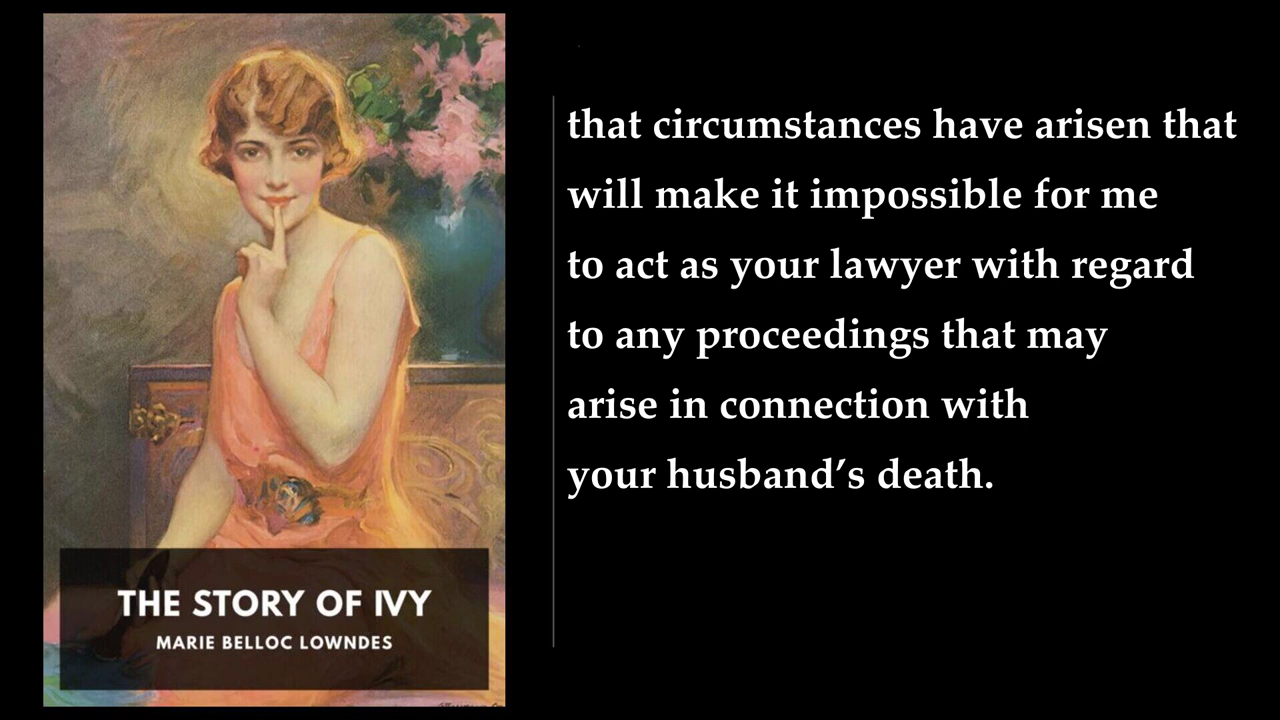 that circumstances have arisen that
will make it impossible for me
to act as your lawyer with regard
to any proceedings that may
arise in connection with
your husband’s death.
THE STORY OF IVY
MARIE BELLOC LOWNDES